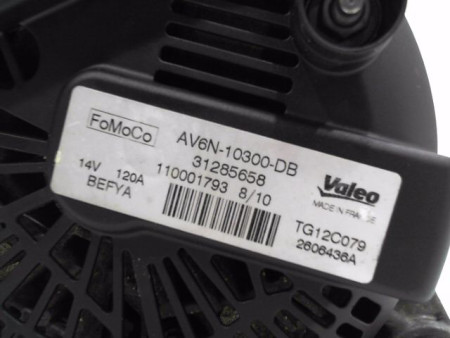 FoMoCo
AV6N-10300-DB
31285658
14V 120A
110001793 8/10
BEFYA
Valeo
MADE IN FRANCE
TG12C079
2606436A